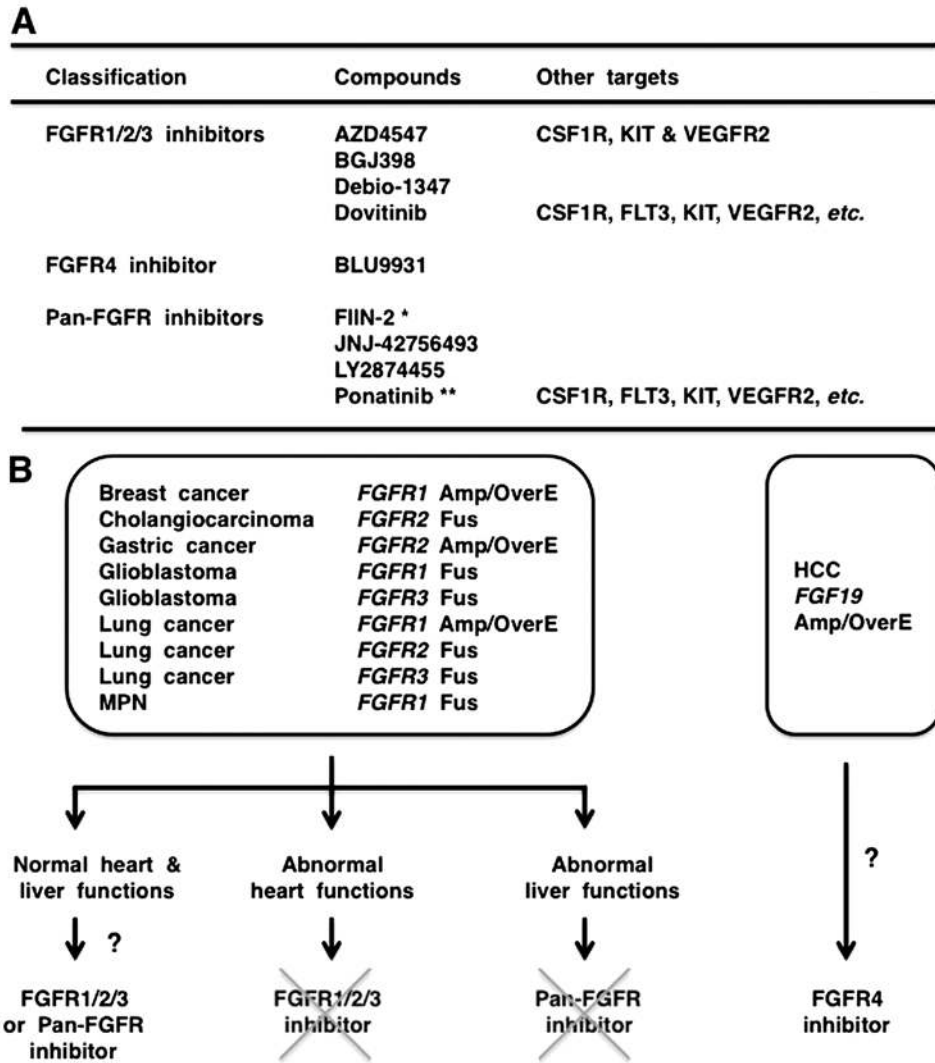 A
Classification Compounds Other targets
FGFR1/2/3 inhibitors AZD4547 CSF1R, KIT & VEGFR2
BGJ398
Debio-1347
Dovitinib CSF1R, FLT3, KIT, VEGFR2, etc.
FGFR4 inhibitor BLU9931
Pan-FGFR inhibitors FIIN-2 *
JNJ-42756493
LY2874455
Ponatinib ** CSF1R, FLT3, KIT, VEGFR2, etc.
B
Breast cancer FGFR1 Amp/OverE
Cholangiocarcinoma FGFR2 Fus
Gastric cancer FGFR2 Amp/OverE
Glioblastoma FGFR1 Fus
Glioblastoma FGFR3 Fus
Lung cancer FGFR1 Amp/OverE
Lung cancer FGFR2 Fus
Lung cancer FGFR3 Fus
MPN FGFR1 Fus
HCC
FGF19
Amp/OverE
Normal heart &
liver functions
Abnormal
heart functions
Abnormal
liver functions
?
?
FGFR1/2/3
or Pan-FGFR
inhibitor
FGFR1/2/3
inhibitor
Pan-FGFR
inhibitor
FGFR4
inhibitor